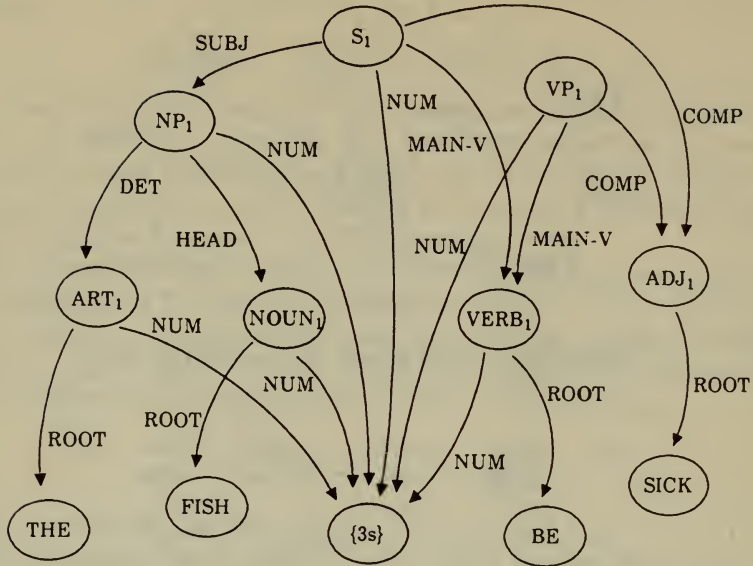 S₁
SUBJ
VP₁
NP₁
NUM
NUM
MAIN-V
COMP
DET
COMP
HEAD
NUM
MAIN-V
ADJ₁
ART₁
NOUN₁
VERB₁
NUM
NUM
ROOT
ROOT
ROOT
ROOT
NUM
SICK
FISH
THE
{3s}
BE